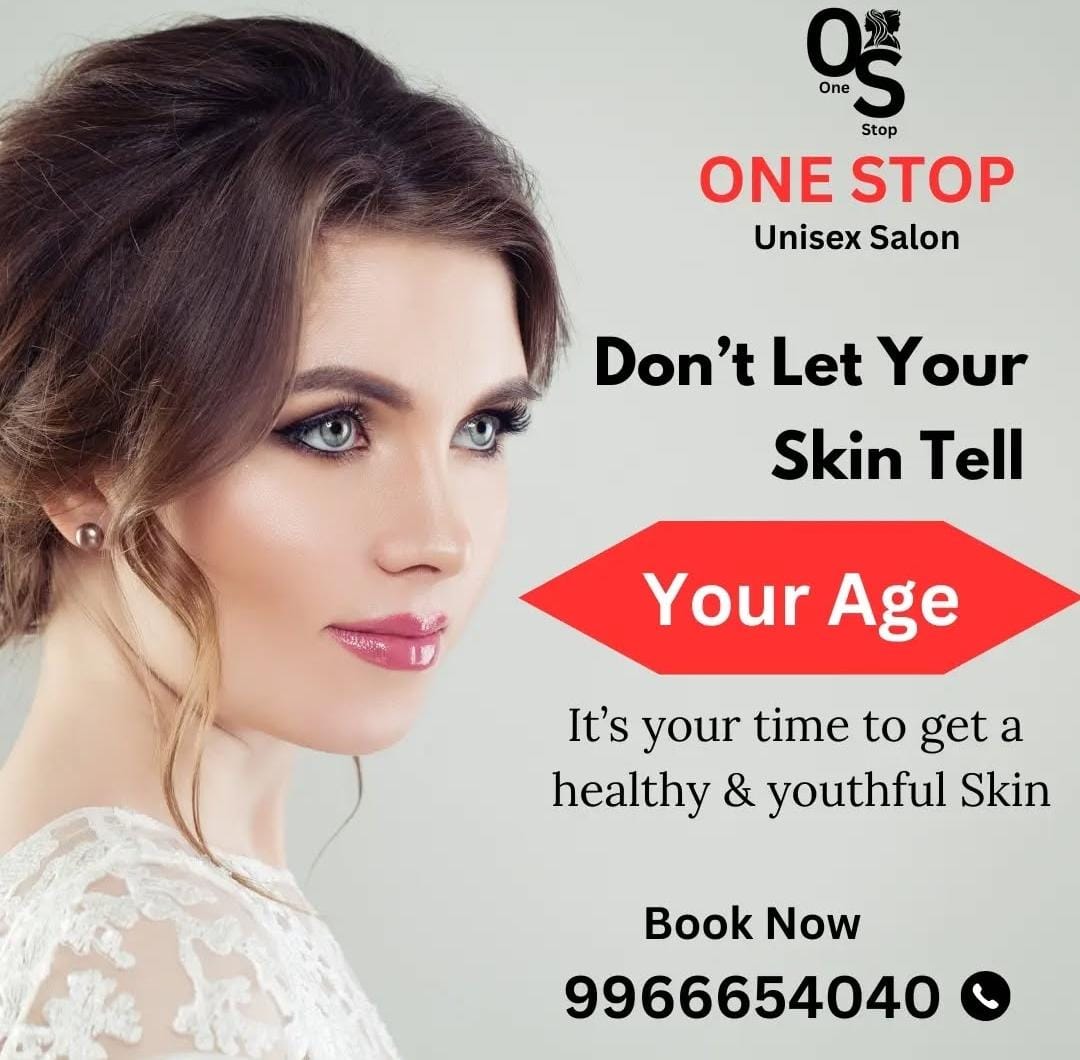 OS
One
Stop
ONE STOP
Unisex Salon
Don’t Let Your
Skin Tell
Your Age
It’s your time to get a
healthy & youthful Skin
Book Now
9966654040